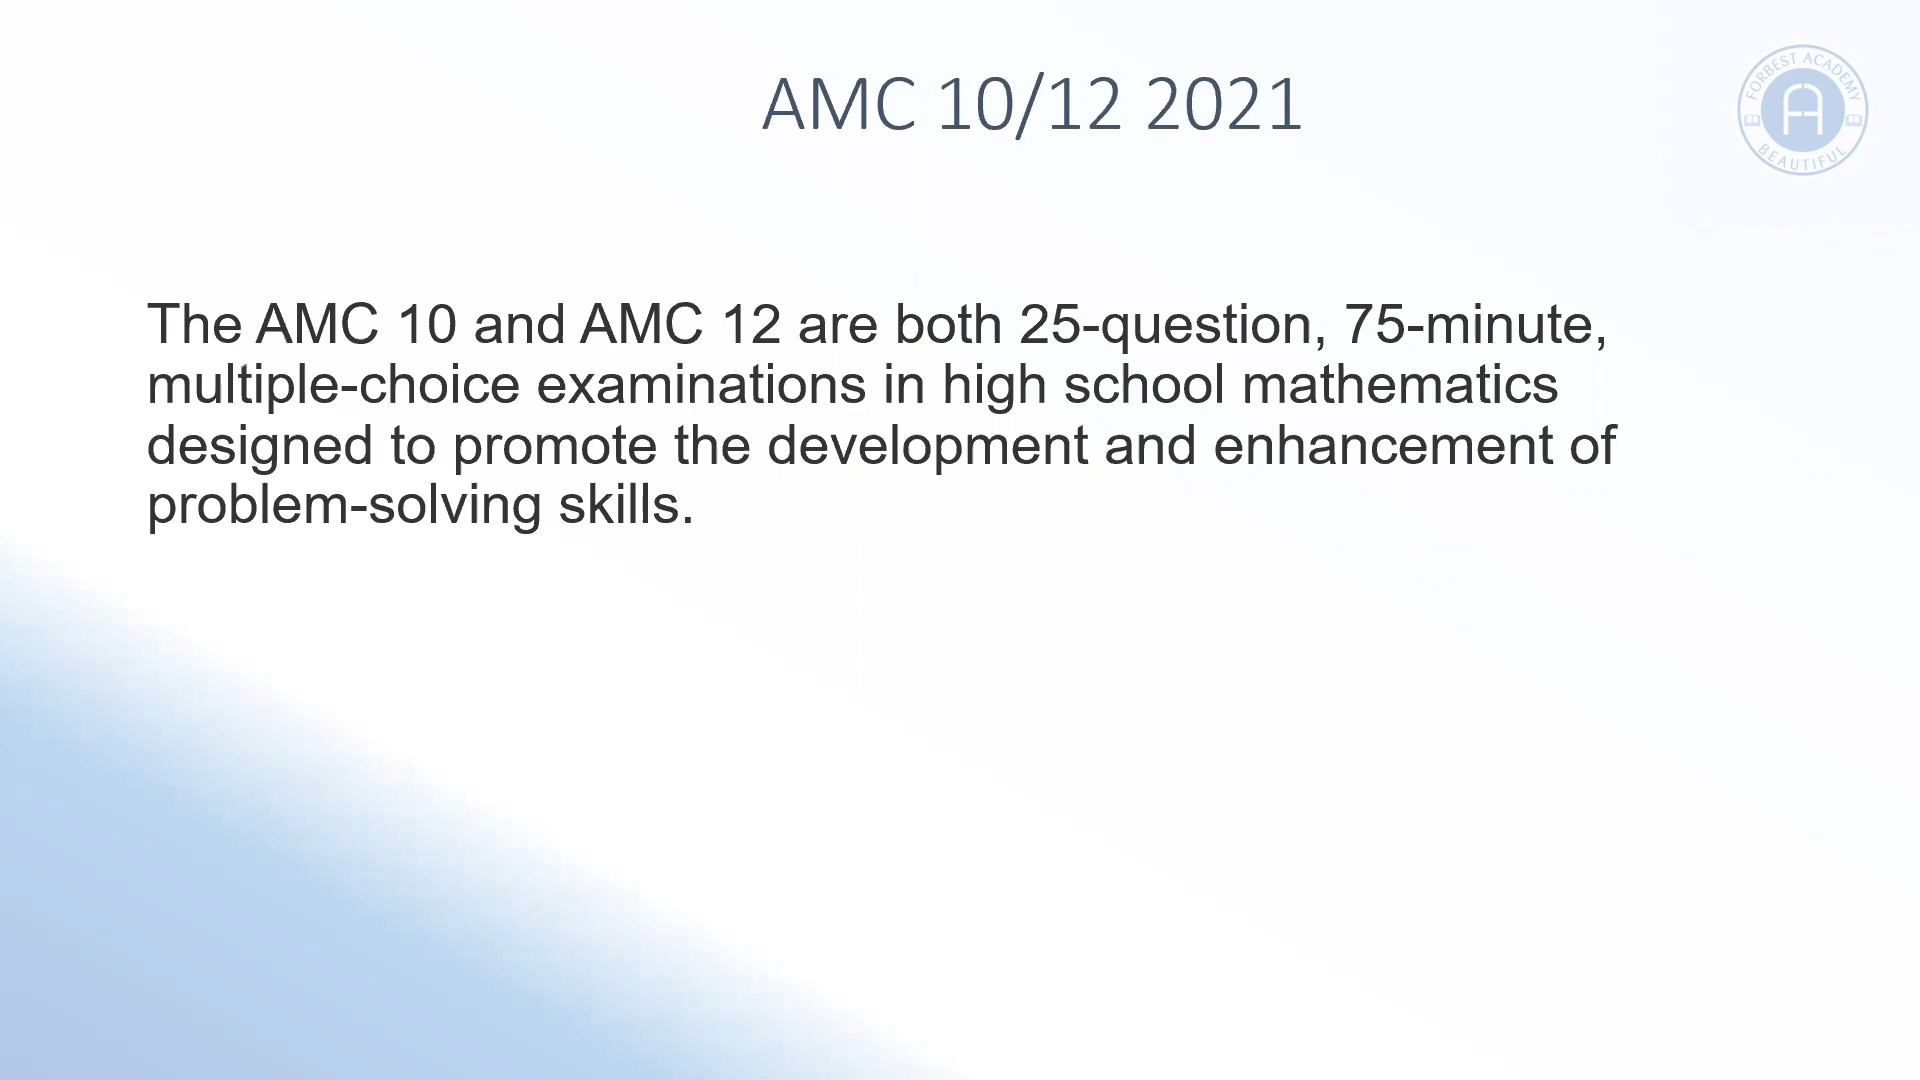 AMC 10/12 2021
FORBEST ACADEMY
BEAUTIFUL
The AMC 10 and AMC 12 are both 25-question, 75-minute,
multiple-choice examinations in high school mathematics
designed to promote the development and enhancement of
problem-solving skills.